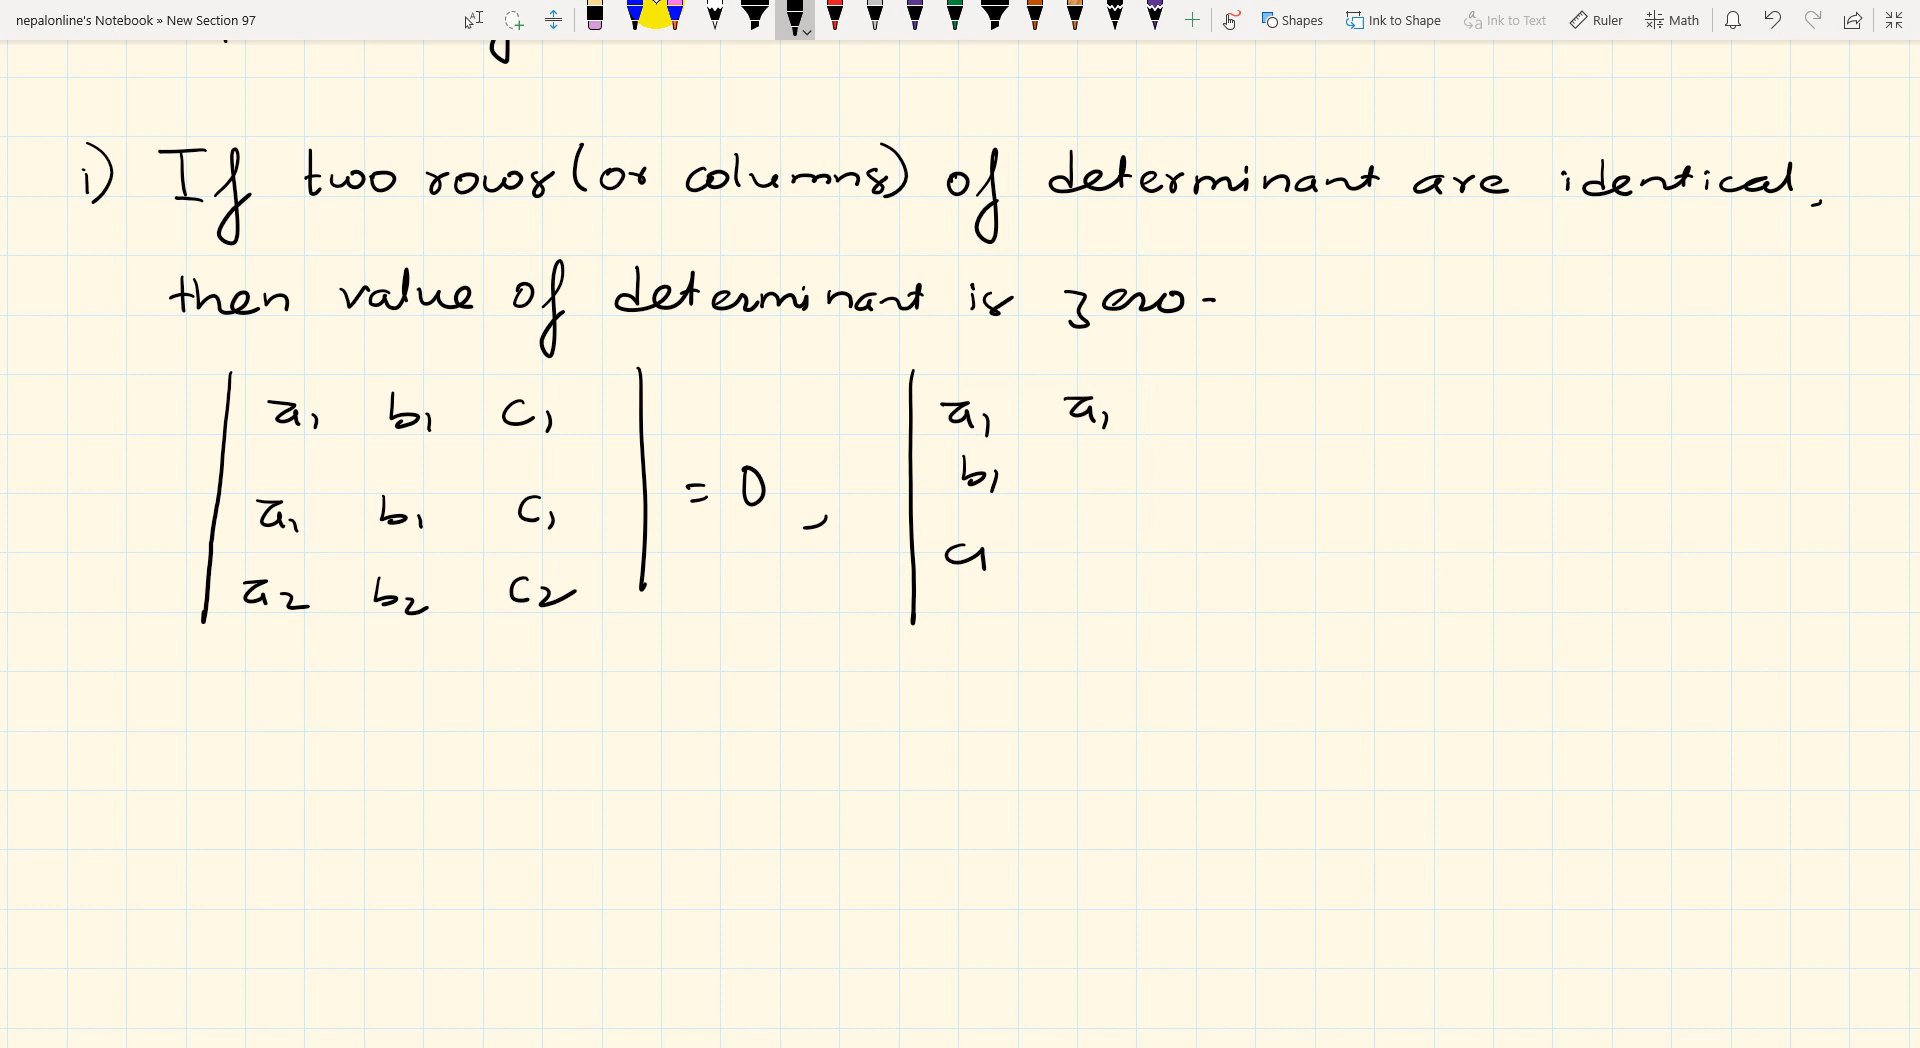 nepalonline's Notebook » New Section 97
Shapes Ink to Shape Ink to Text Ruler Math
i) If two rows (or columns) of determinant are identical,
then value of determinant is zero-
| a₁ b₁ c₁ | | a₁ a₁
| a₁ b₁ c₁ | = 0 , | b₁
| a₂ b₂ c₂ | | c₁